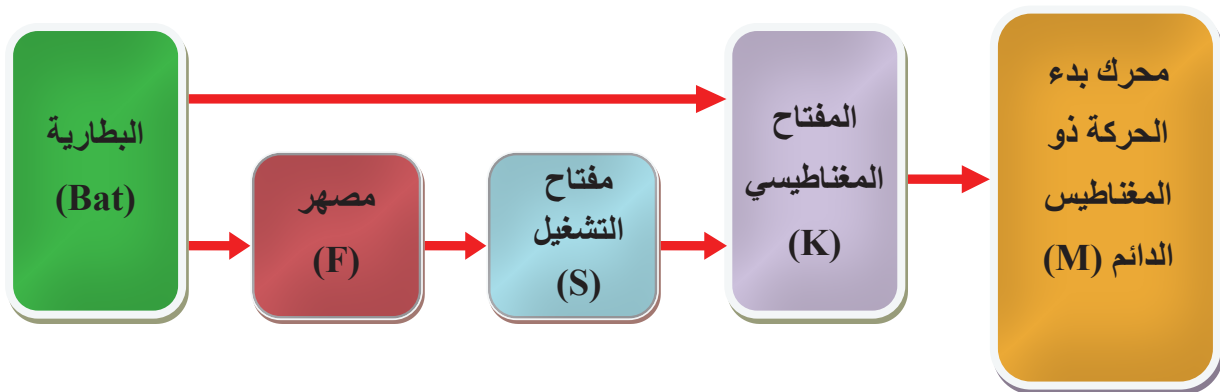 البطارية
(Bat)
مصهر
(F)
مفتاح
التشغيل
(S)
المفتاح
المغناطيسي
(K)
محرك بدء
الحركة ذو
المغناطيس
الدائم (M)